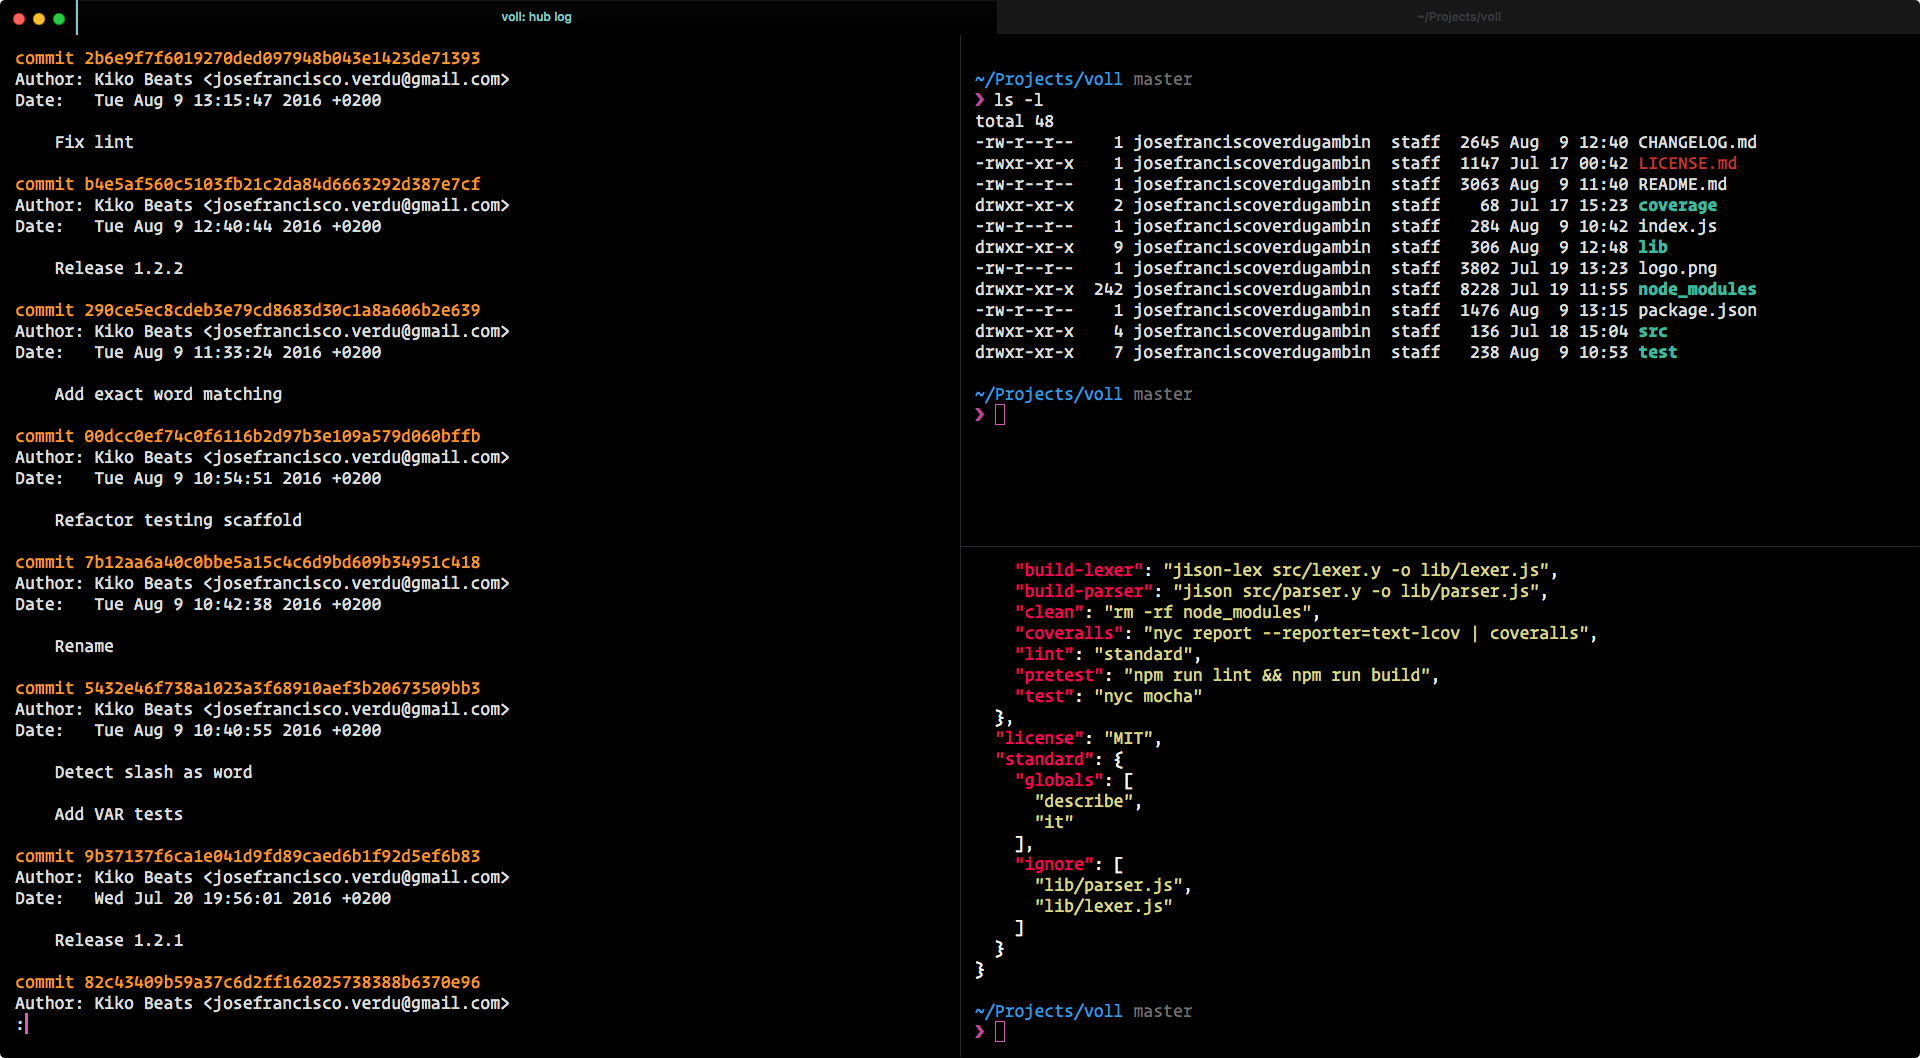 voll: hub log
~/Projects/voll
commit 2b6e9f7f6019270ded097948b043e1423de71393
Author: Kiko Beats <josefrancisco.verdu@gmail.com>
Date:   Tue Aug 9 13:15:47 2016 +0200
Fix lint
commit b4e5af560c5103fb21c2da84d6663292d387e7cf
Author: Kiko Beats <josefrancisco.verdu@gmail.com>
Date:   Tue Aug 9 12:40:44 2016 +0200
Release 1.2.2
commit 290ce5ec8cdeb3e79cd8683d30c1a8a606b2e639
Author: Kiko Beats <josefrancisco.verdu@gmail.com>
Date:   Tue Aug 9 11:33:24 2016 +0200
Add exact word matching
commit 00dcc0ef74c0f6116b2d97b3e109a579d060bffb
Author: Kiko Beats <josefrancisco.verdu@gmail.com>
Date:   Tue Aug 9 10:54:51 2016 +0200
Refactor testing scaffold
commit 7b12aa6a40c0bbe5a15c4c6d9bd609b34951c418
Author: Kiko Beats <josefrancisco.verdu@gmail.com>
Date:   Tue Aug 9 10:42:38 2016 +0200
Rename
commit 5432e46f738a1023a3f68910aef3b20673509bb3
Author: Kiko Beats <josefrancisco.verdu@gmail.com>
Date:   Tue Aug 9 10:40:55 2016 +0200
Detect slash as word
Add VAR tests
commit 9b37137f6ca1e041d9fd89caed6b1f92d5ef6b83
Author: Kiko Beats <josefrancisco.verdu@gmail.com>
Date:   Wed Jul 20 19:56:01 2016 +0200
Release 1.2.1
commit 82c43409b59a37c6d2ff162025738388b6370e96
Author: Kiko Beats <josefrancisco.verdu@gmail.com>
:
~/Projects/voll master
❯ ls -l
total 48
-rw-r--r--    1 josefranciscoverdugambin  staff  2645 Aug  9 12:40 CHANGELOG.md
-rwxr-xr-x    1 josefranciscoverdugambin  staff  1147 Jul 17 00:42 LICENSE.md
-rw-r--r--    1 josefranciscoverdugambin  staff  3063 Aug  9 11:40 README.md
drwxr-xr-x    2 josefranciscoverdugambin  staff    68 Jul 17 15:23 coverage
-rw-r--r--    1 josefranciscoverdugambin  staff   284 Aug  9 10:42 index.js
drwxr-xr-x    9 josefranciscoverdugambin  staff   306 Aug  9 12:48 lib
-rw-r--r--    1 josefranciscoverdugambin  staff  3802 Jul 19 13:23 logo.png
drwxr-xr-x  242 josefranciscoverdugambin  staff  8228 Jul 19 11:55 node_modules
-rw-r--r--    1 josefranciscoverdugambin  staff  1476 Aug  9 13:15 package.json
drwxr-xr-x    4 josefranciscoverdugambin  staff   136 Jul 18 15:04 src
drwxr-xr-x    7 josefranciscoverdugambin  staff   238 Aug  9 10:53 test
~/Projects/voll master
❯
    "build-lexer": "jison-lex src/lexer.y -o lib/lexer.js",
    "build-parser": "jison src/parser.y -o lib/parser.js",
    "clean": "rm -rf node_modules",
    "coveralls": "nyc report --reporter=text-lcov | coveralls",
    "lint": "standard",
    "pretest": "npm run lint && npm run build",
    "test": "nyc mocha"
  },
  "license": "MIT",
  "standard": {
    "globals": [
      "describe",
      "it"
    ],
    "ignore": [
      "lib/parser.js",
      "lib/lexer.js"
    ]
  }
}
~/Projects/voll master
❯